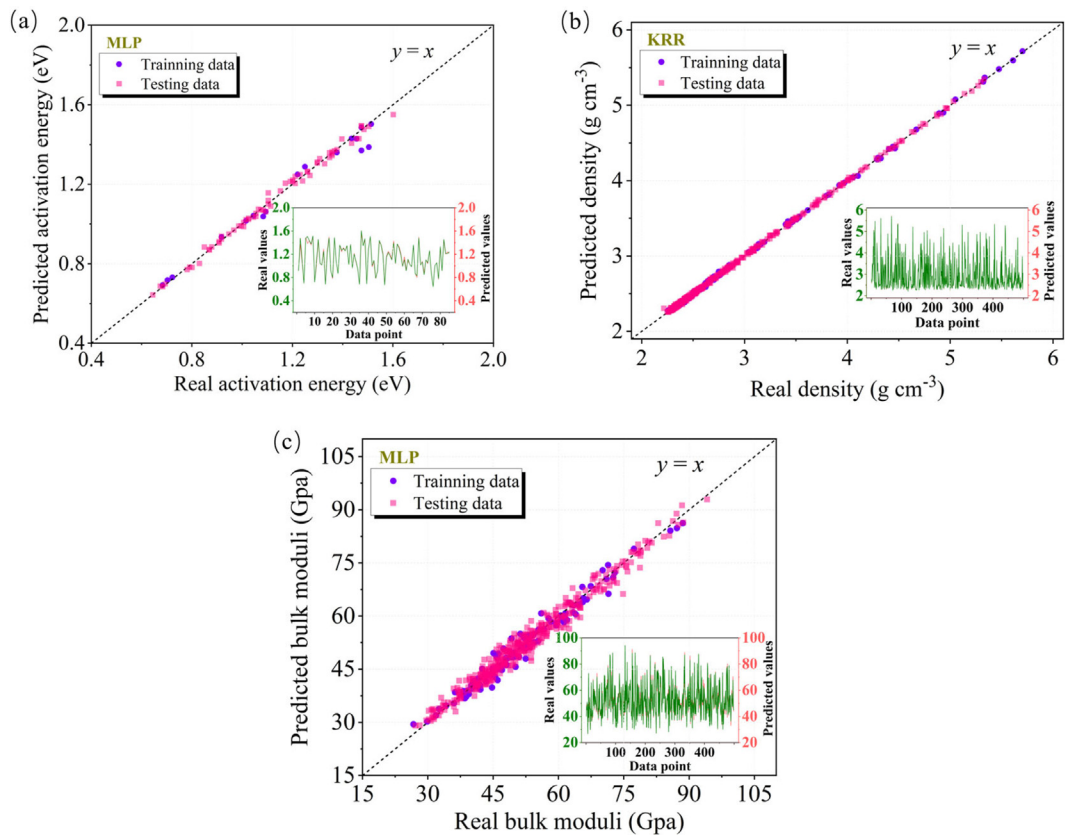 (a)
MLP
Trainning data
Testing data
y = x
Predicted activation energy (eV)
2.0
1.6
1.2
0.8
0.4
0.4 0.8 1.2 1.6 2.0
Real activation energy (eV)
Real values
2.0
1.6
1.2
0.8
0.4
2.0
1.6
1.2
0.8
0.4
Predicted values
10 20 30 40 50 60 70 80
Data point
(b)
KRR
Trainning data
Testing data
y = x
Predicted density (g cm⁻³)
6
5
4
3
2
2 3 4 5 6
Real density (g cm⁻³)
Real values
6
5
4
3
2
6
5
4
3
2
Predicted values
100 200 300 400
Data point
(c)
MLP
Trainning data
Testing data
y = x
Predicted bulk moduli (Gpa)
105
90
75
60
45
30
15
15 30 45 60 75 90 105
Real bulk moduli (Gpa)
Real values
100
80
60
40
20
100
80
60
40
20
Predicted values
100 200 300 400
Data point